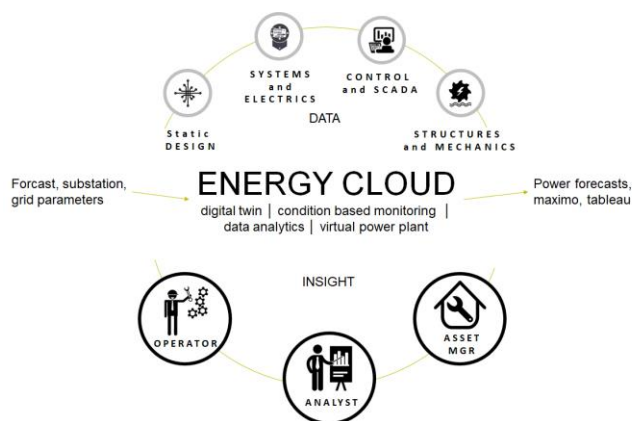 SYSTEMS
and
ELECTRICS
CONTROL
and SCADA
Static
DESIGN
DATA
STRUCTURES
and MECHANICS
Forcast, substation,
grid parameters
ENERGY CLOUD
digital twin | condition based monitoring |
data analytics | virtual power plant
Power forecasts,
maximo, tableau
INSIGHT
OPERATOR
ANALYST
ASSET
MGR